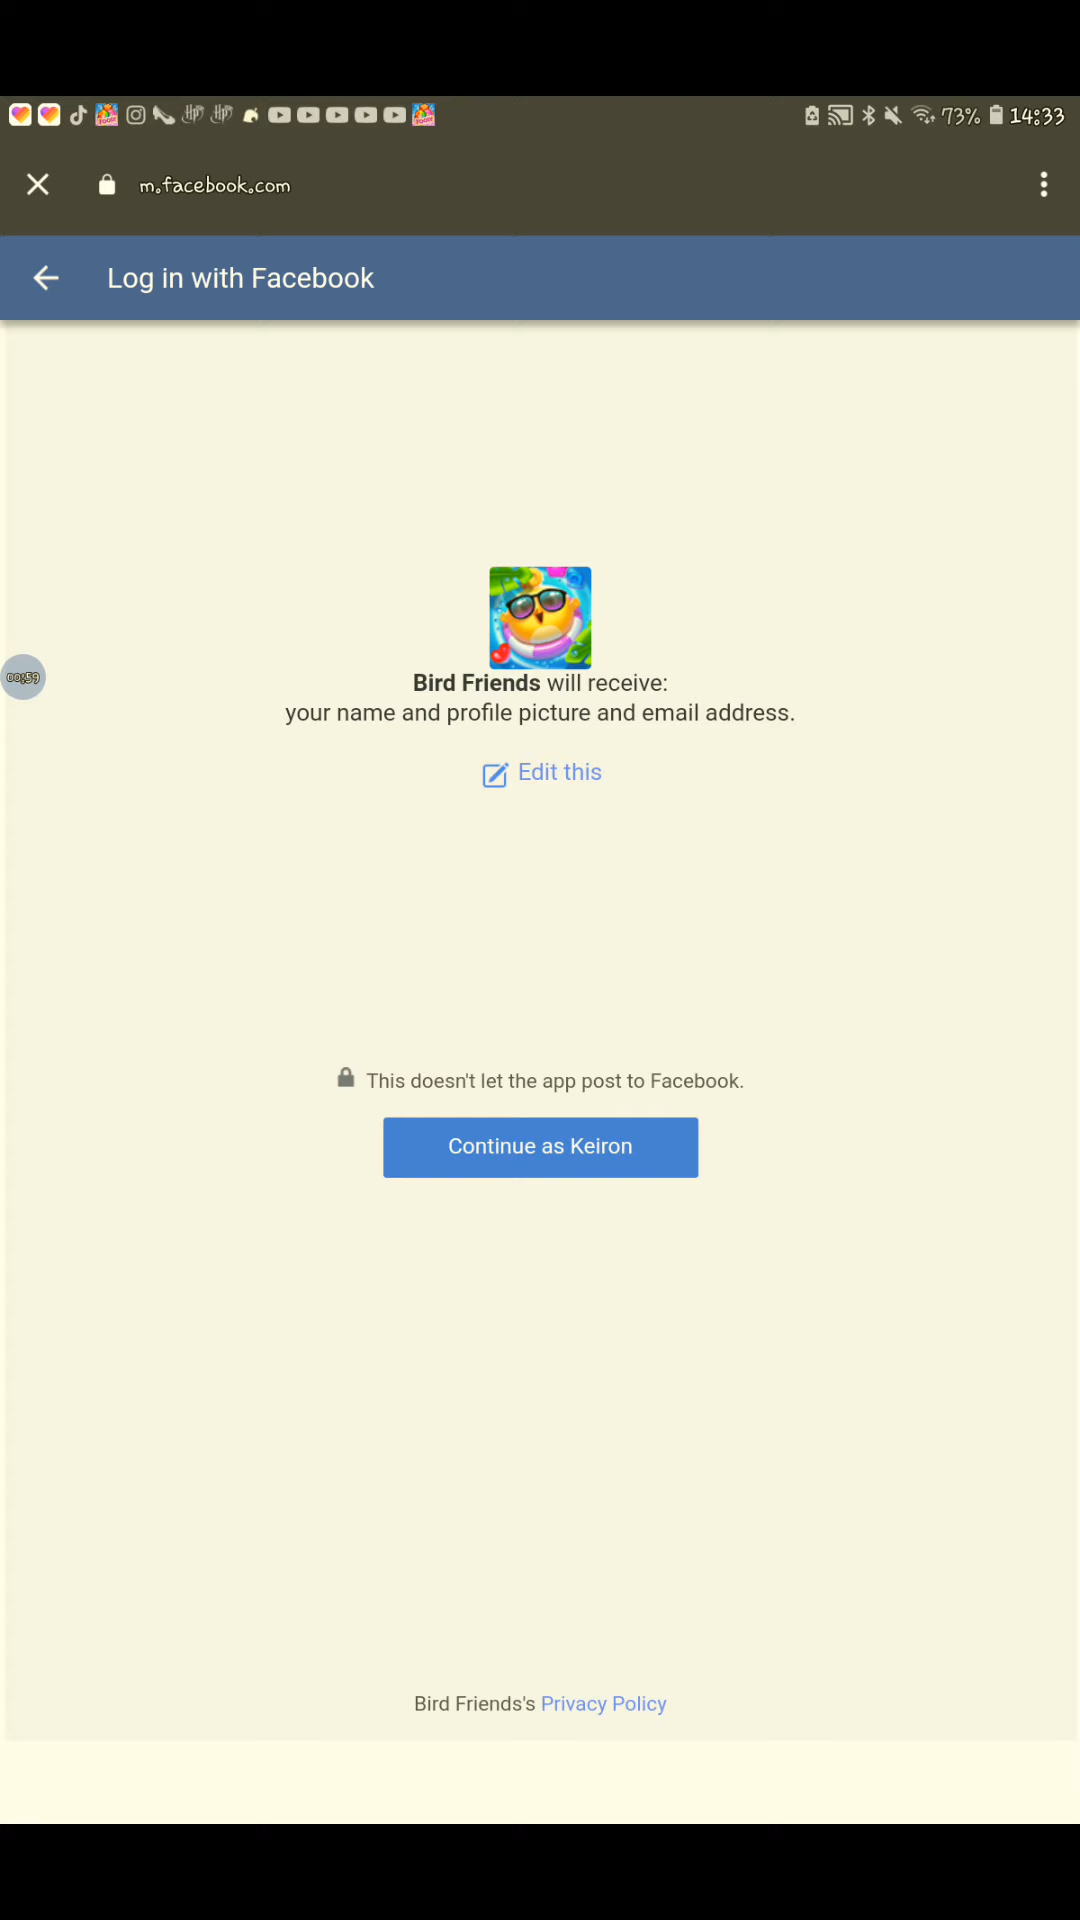 73% 14:33
m.facebook.com
Log in with Facebook
00:59
Bird Friends will receive:
your name and profile picture and email address.
Edit this
This doesn't let the app post to Facebook.
Continue as Keiron
Bird Friends's Privacy Policy